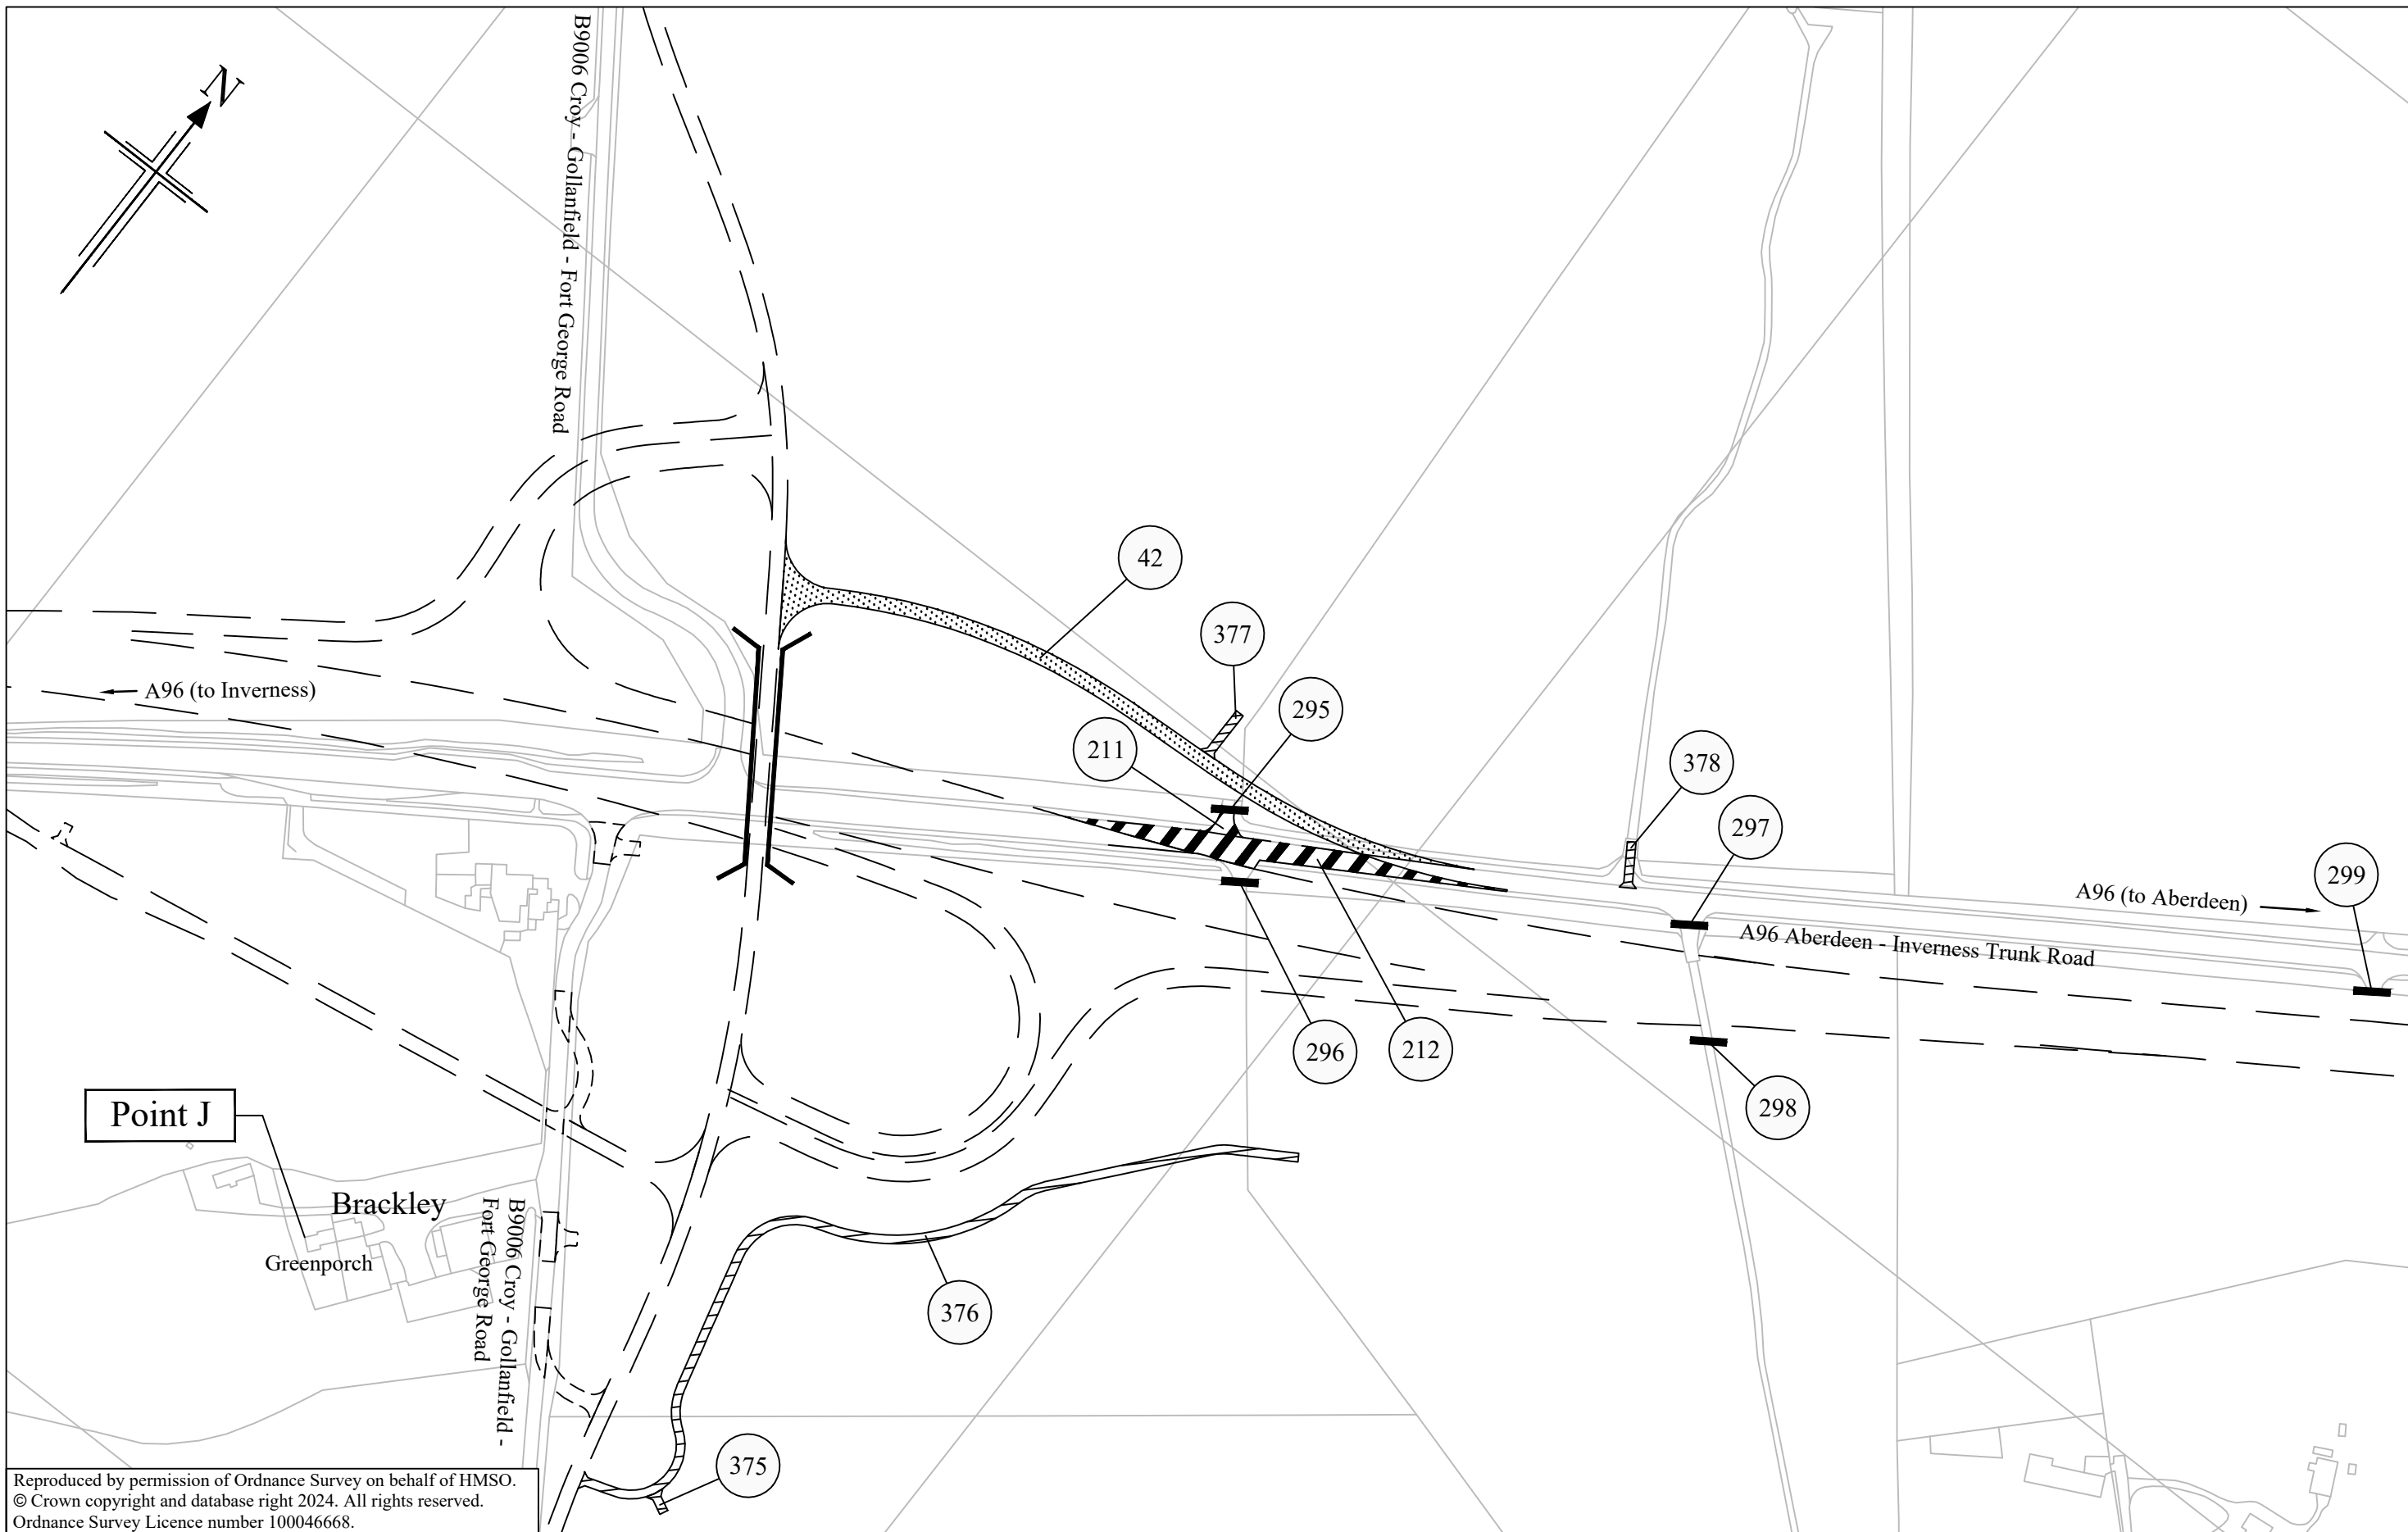 N
B9006 Croy - Gollanfield - Fort George Road
42
377
295
A96 (to Inverness)
211
378
297
299
A96 (to Aberdeen)
A96 Aberdeen - Inverness Trunk Road
296
212
298
Point J
Brackley
Greenporch
B9006 Croy - Gollanfield -
Fort George Road
376
375
Reproduced by permission of Ordnance Survey on behalf of HMSO.
© Crown copyright and database right 2024. All rights reserved.
Ordnance Survey Licence number 100046668.